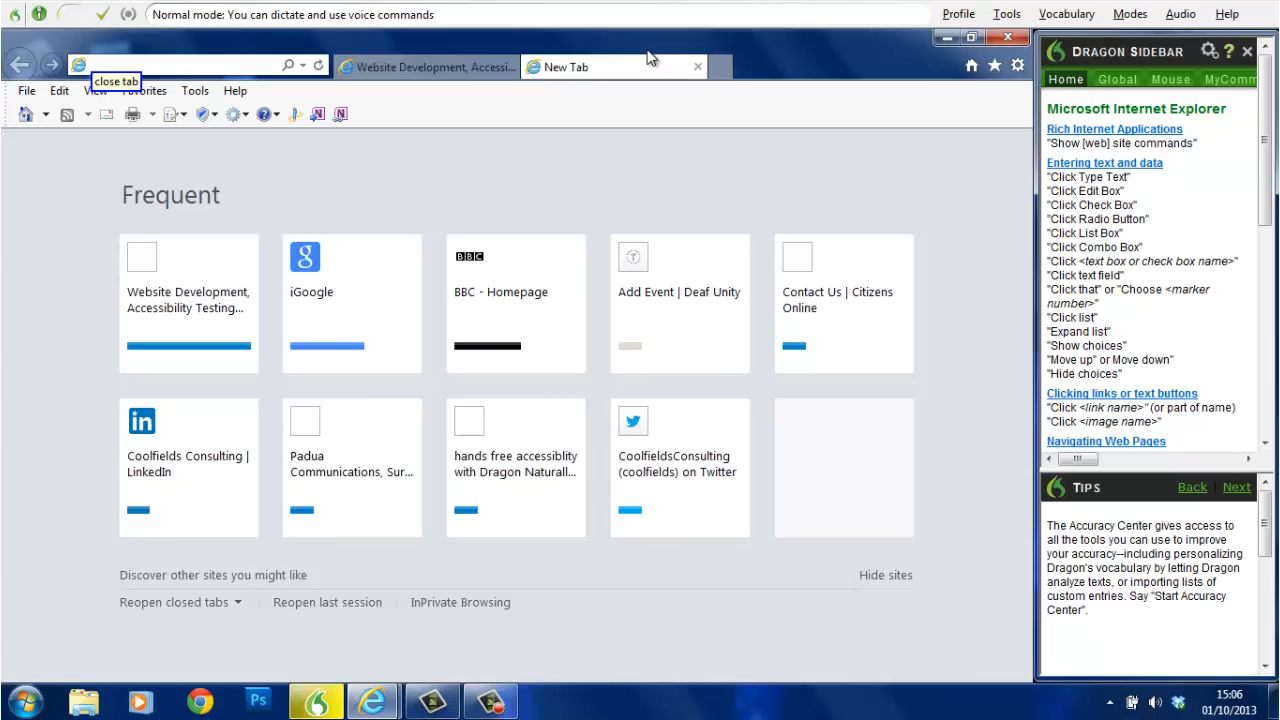 Normal mode: You can dictate and use voice commands
Profile Tools Vocabulary Modes Audio Help
Website Development, Accessi... New Tab
close tab
File Edit View Favorites Tools Help
Frequent
Website Development, Accessibility Testing...
iGoogle
BBC
BBC - Homepage
Add Event | Deaf Unity
Contact Us | Citizens Online
in
Coolfields Consulting | LinkedIn
Padua Communications, Sur...
hands free accessiblity with Dragon Naturall...
CoolfieldsConsulting (coolfields) on Twitter
Discover other sites you might like
Hide sites
Reopen closed tabs Reopen last session InPrivate Browsing
DRAGON SIDEBAR
Home Global Mouse MyComm
Microsoft Internet Explorer
Rich Internet Applications
"Show [web] site commands"
Entering text and data
"Click Type Text"
"Click Edit Box"
"Click Check Box"
"Click Radio Button"
"Click List Box"
"Click Combo Box"
"Click <text box or check box name>"
"Click text field"
"Click that" or "Choose <marker
number>"
"Click list"
"Expand list"
"Show choices"
"Move up" or Move down"
"Hide choices"
Clicking links or text buttons
"Click <link name>" (or part of name)
"Click <image name>"
Navigating Web Pages
TIPS Back | Next
The Accuracy Center gives access to
all the tools you can use to improve
your accuracy--including personalizing
Dragon's vocabulary by letting Dragon
analyze texts, or importing lists of
custom entries. Say "Start Accuracy
Center".
Ps
15:06
01/10/2013